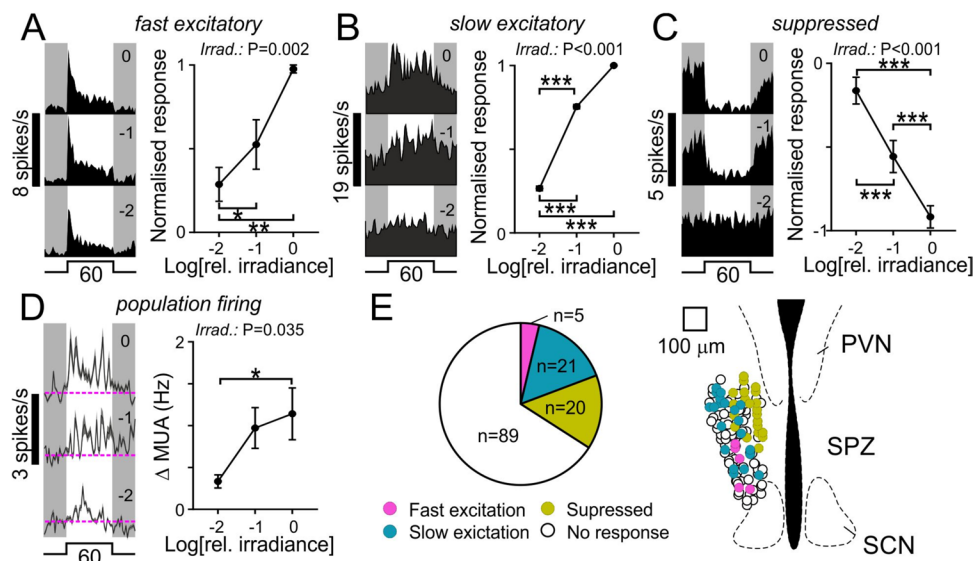 A
fast excitatory
Irrad.: P=0.002
8 spikes/s
0
-1
-2
60
Normalised response
1
0
*
**
-2 -1 0
Log[rel. irradiance]
B
slow excitatory
Irrad.: P<0.001
19 spikes/s
0
-1
-2
60
Normalised response
1
0
***
***
***
-2 -1 0
Log[rel. irradiance]
C
suppressed
Irrad.: P<0.001
5 spikes/s
0
-1
-2
60
Normalised response
0
-1
***
***
***
-2 -1 0
Log[rel. irradiance]
D
population firing
Irrad.: P=0.035
3 spikes/s
0
-1
-2
60
Δ MUA (Hz)
2
0
*
-2 -1 0
Log[rel. irradiance]
E
n=5
n=21
n=20
n=89
Fast excitation
Supressed
Slow exictation
No response
100 μm
PVN
SPZ
SCN